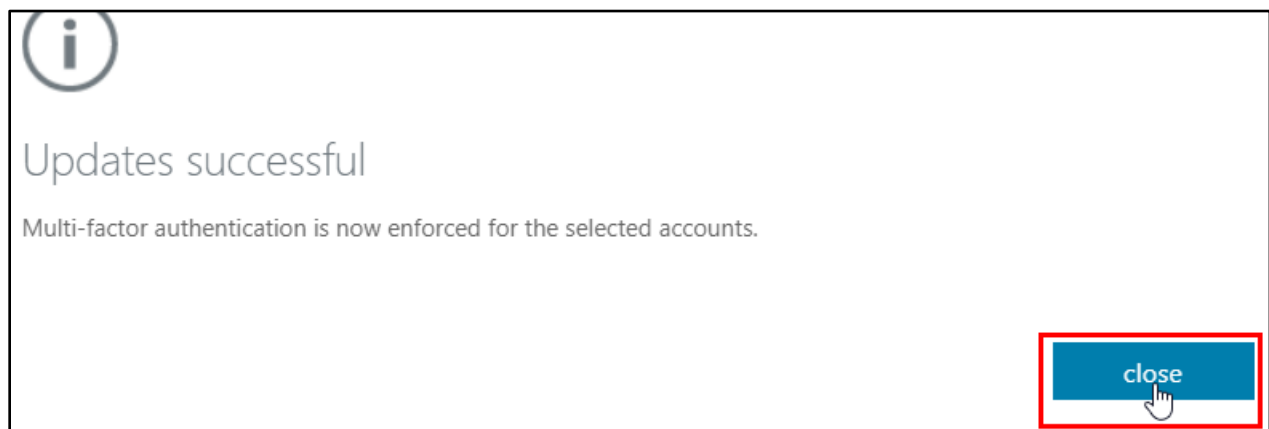 Updates successful
Multi-factor authentication is now enforced for the selected accounts.
close